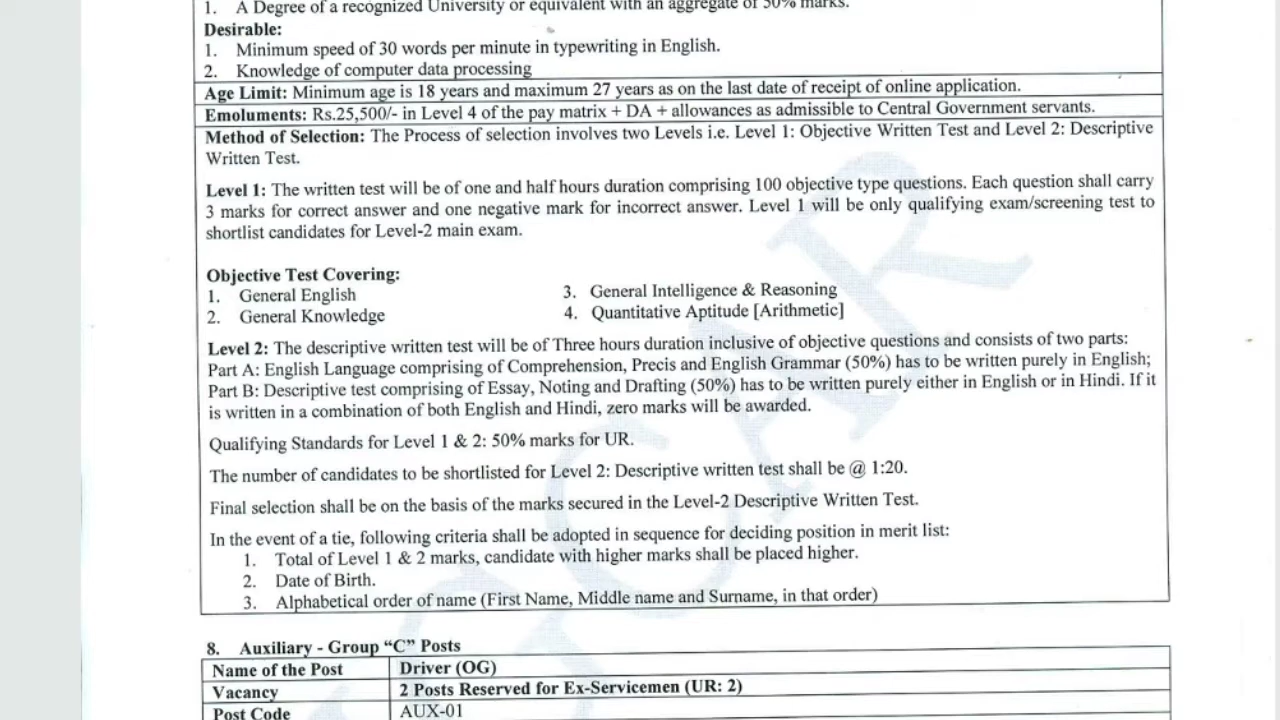 1. A Degree of a recognized University or equivalent with an aggregate of 50% marks.
Desirable:
1. Minimum speed of 30 words per minute in typewriting in English.
2. Knowledge of computer data processing
Age Limit: Minimum age is 18 years and maximum 27 years as on the last date of receipt of online application.
Emoluments: Rs.25,500/- in Level 4 of the pay matrix + DA + allowances as admissible to Central Government servants.
Method of Selection: The Process of selection involves two Levels i.e. Level 1: Objective Written Test and Level 2: Descriptive
Written Test.
Level 1: The written test will be of one and half hours duration comprising 100 objective type questions. Each question shall carry
3 marks for correct answer and one negative mark for incorrect answer. Level 1 will be only qualifying exam/screening test to
shortlist candidates for Level-2 main exam.
Objective Test Covering:
1. General English
2. General Knowledge
3. General Intelligence & Reasoning
4. Quantitative Aptitude [Arithmetic]
Level 2: The descriptive written test will be of Three hours duration inclusive of objective questions and consists of two parts:
Part A: English Language comprising of Comprehension, Precis and English Grammar (50%) has to be written purely in English;
Part B: Descriptive test comprising of Essay, Noting and Drafting (50%) has to be written purely either in English or in Hindi. If it
is written in a combination of both English and Hindi, zero marks will be awarded.
Qualifying Standards for Level 1 & 2: 50% marks for UR.
The number of candidates to be shortlisted for Level 2: Descriptive written test shall be @ 1:20.
Final selection shall be on the basis of the marks secured in the Level-2 Descriptive Written Test.
In the event of a tie, following criteria shall be adopted in sequence for deciding position in merit list:
1. Total of Level 1 & 2 marks, candidate with higher marks shall be placed higher.
2. Date of Birth.
3. Alphabetical order of name (First Name, Middle name and Surname, in that order)
8. Auxiliary - Group “C” Posts
Name of the Post Driver (OG)
Vacancy 2 Posts Reserved for Ex-Servicemen (UR: 2)
Post Code AUX-01